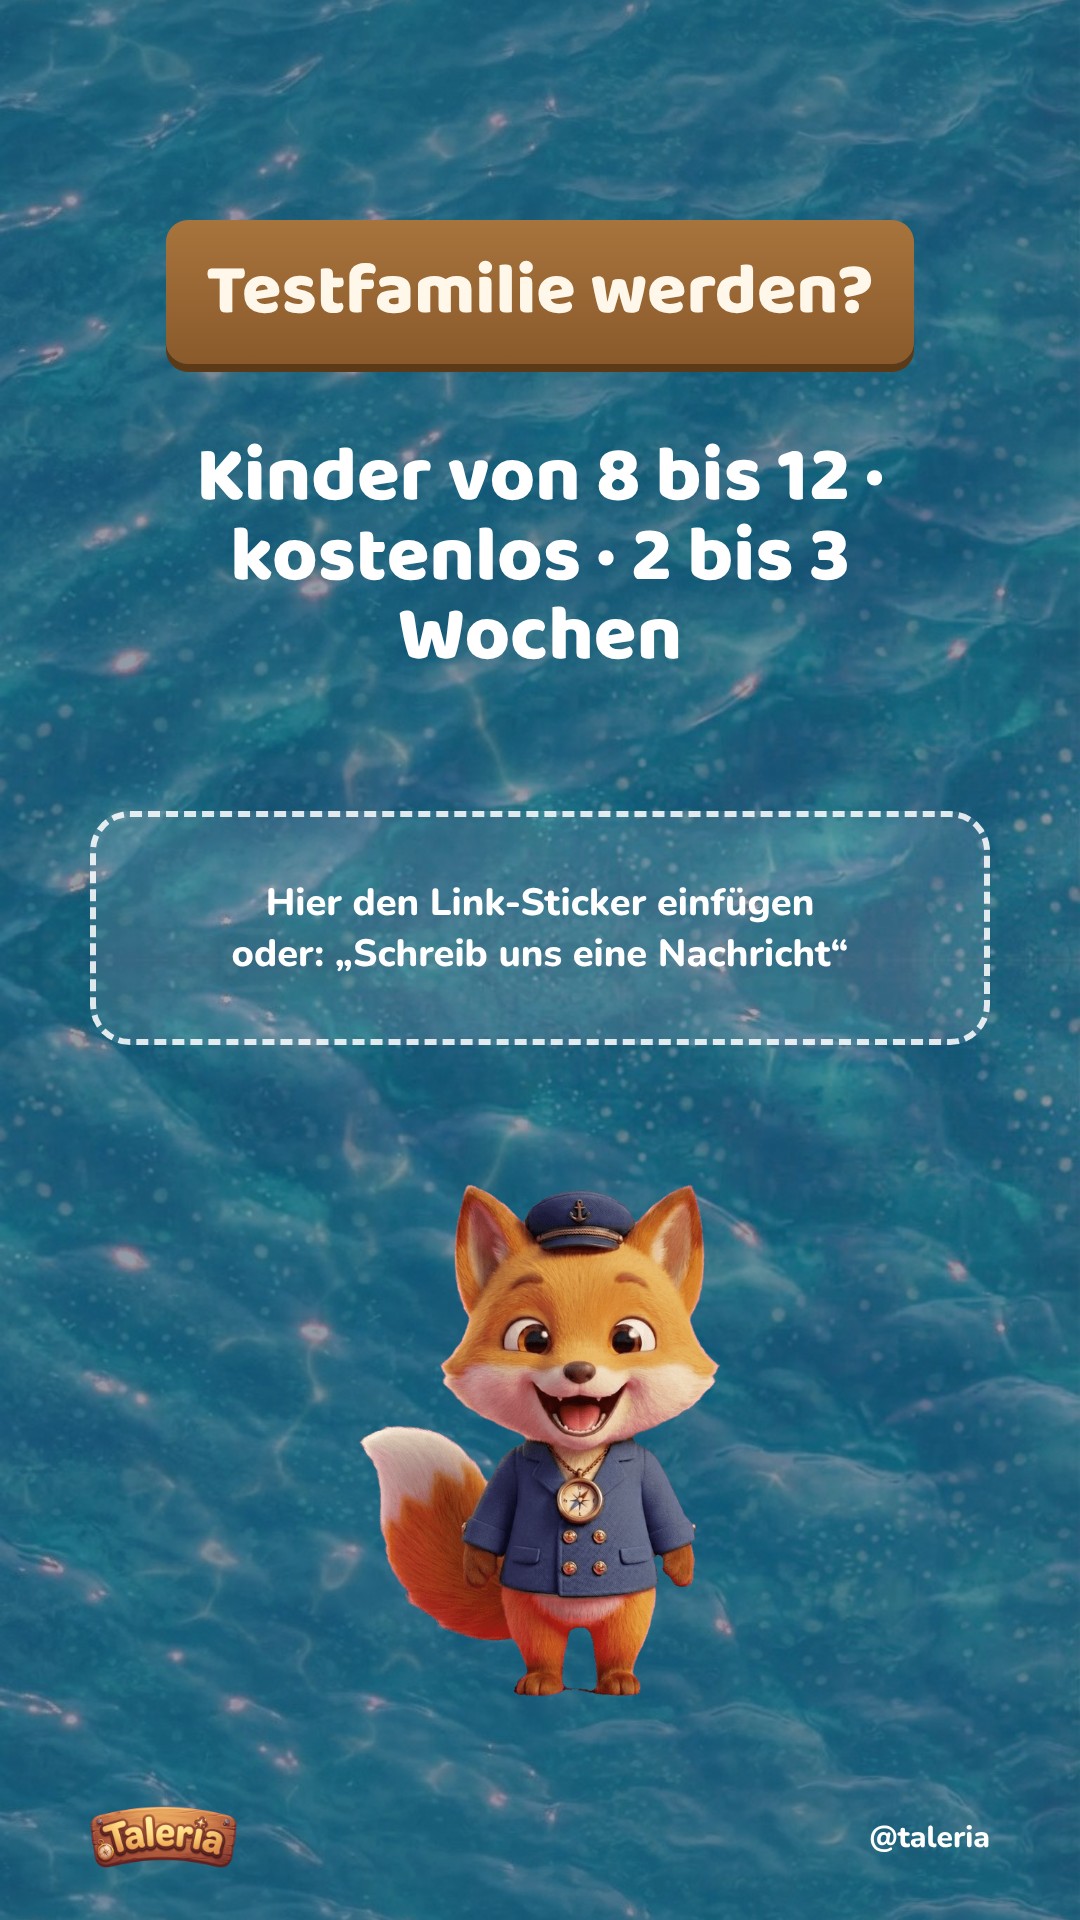 Testfamilie werden?
Kinder von 8 bis 12 •
kostenlos • 2 bis 3
Wochen
Hier den Link-Sticker einfügen
oder: „Schreib uns eine Nachricht“
Taleria
@taleria